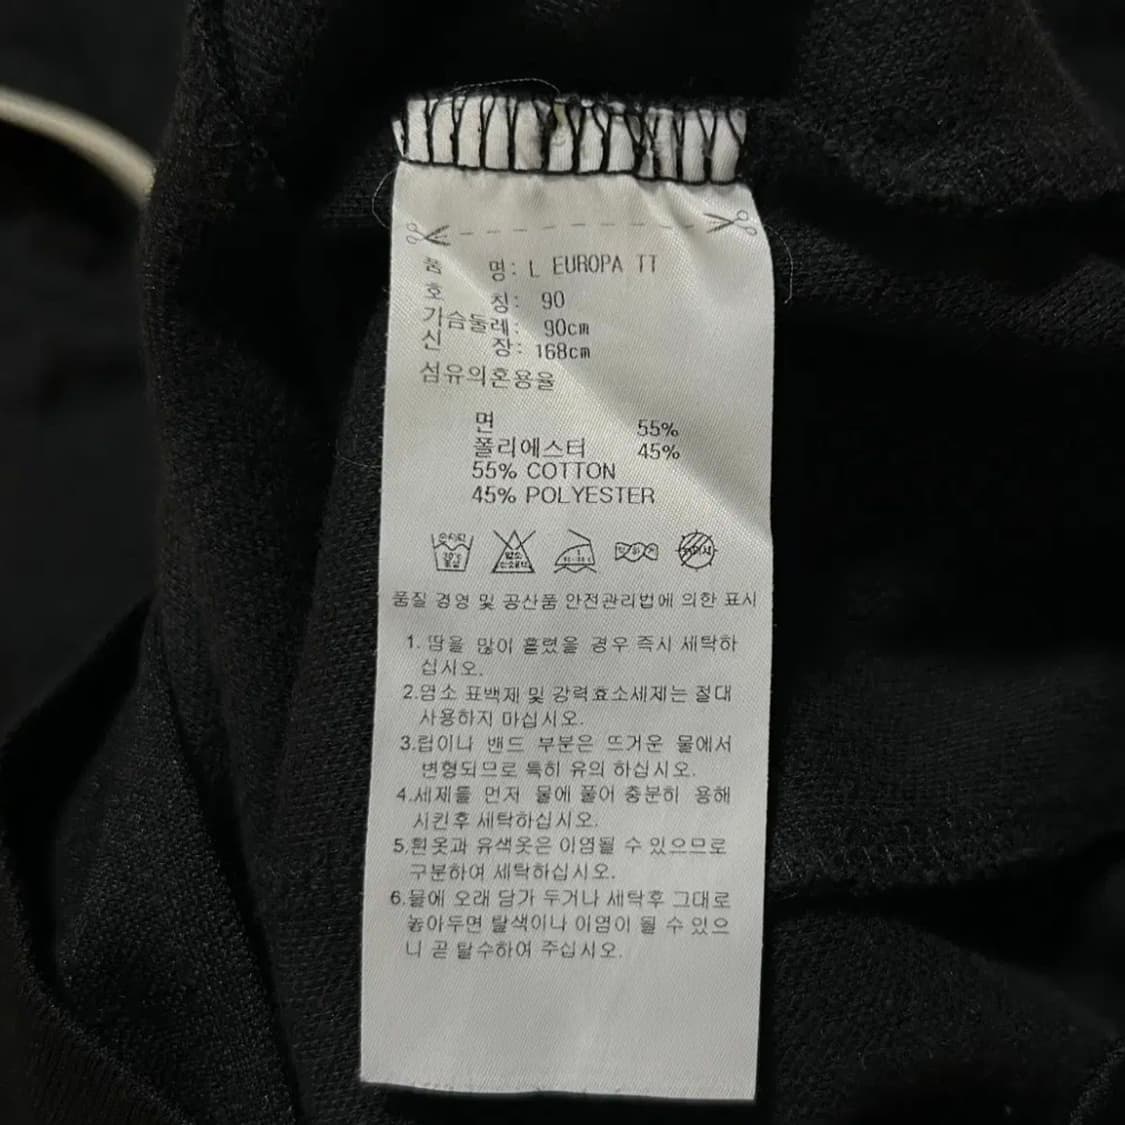 품 명: L EUROPA TT
호 칭: 90
가슴둘레: 90cm
신 장: 168cm
섬유의혼용율
면 55%
폴리에스터 45%
55% COTTON
45% POLYESTER
품질 경영 및 공산품 안전관리법에 의한 표시
1. 땀을 많이 흘렸을 경우 즉시 세탁하
십시오.
2.염소 표백제 및 강력효소세제는 절대
사용하지 마십시오.
3.립이나 밴드 부분은 뜨거운 물에서
변형되므로 특히 유의 하십시오.
4.세제를 먼저 물에 풀어 충분히 용해
시킨후 세탁하십시오.
5.흰옷과 유색옷은 이염될 수 있으므로
구분하여 세탁하십시오.
6.물에 오래 담가 두거나 세탁후 그대로
놓아두면 탈색이나 이염이 될 수 있으
니 곧 탈수하여 주십시오.